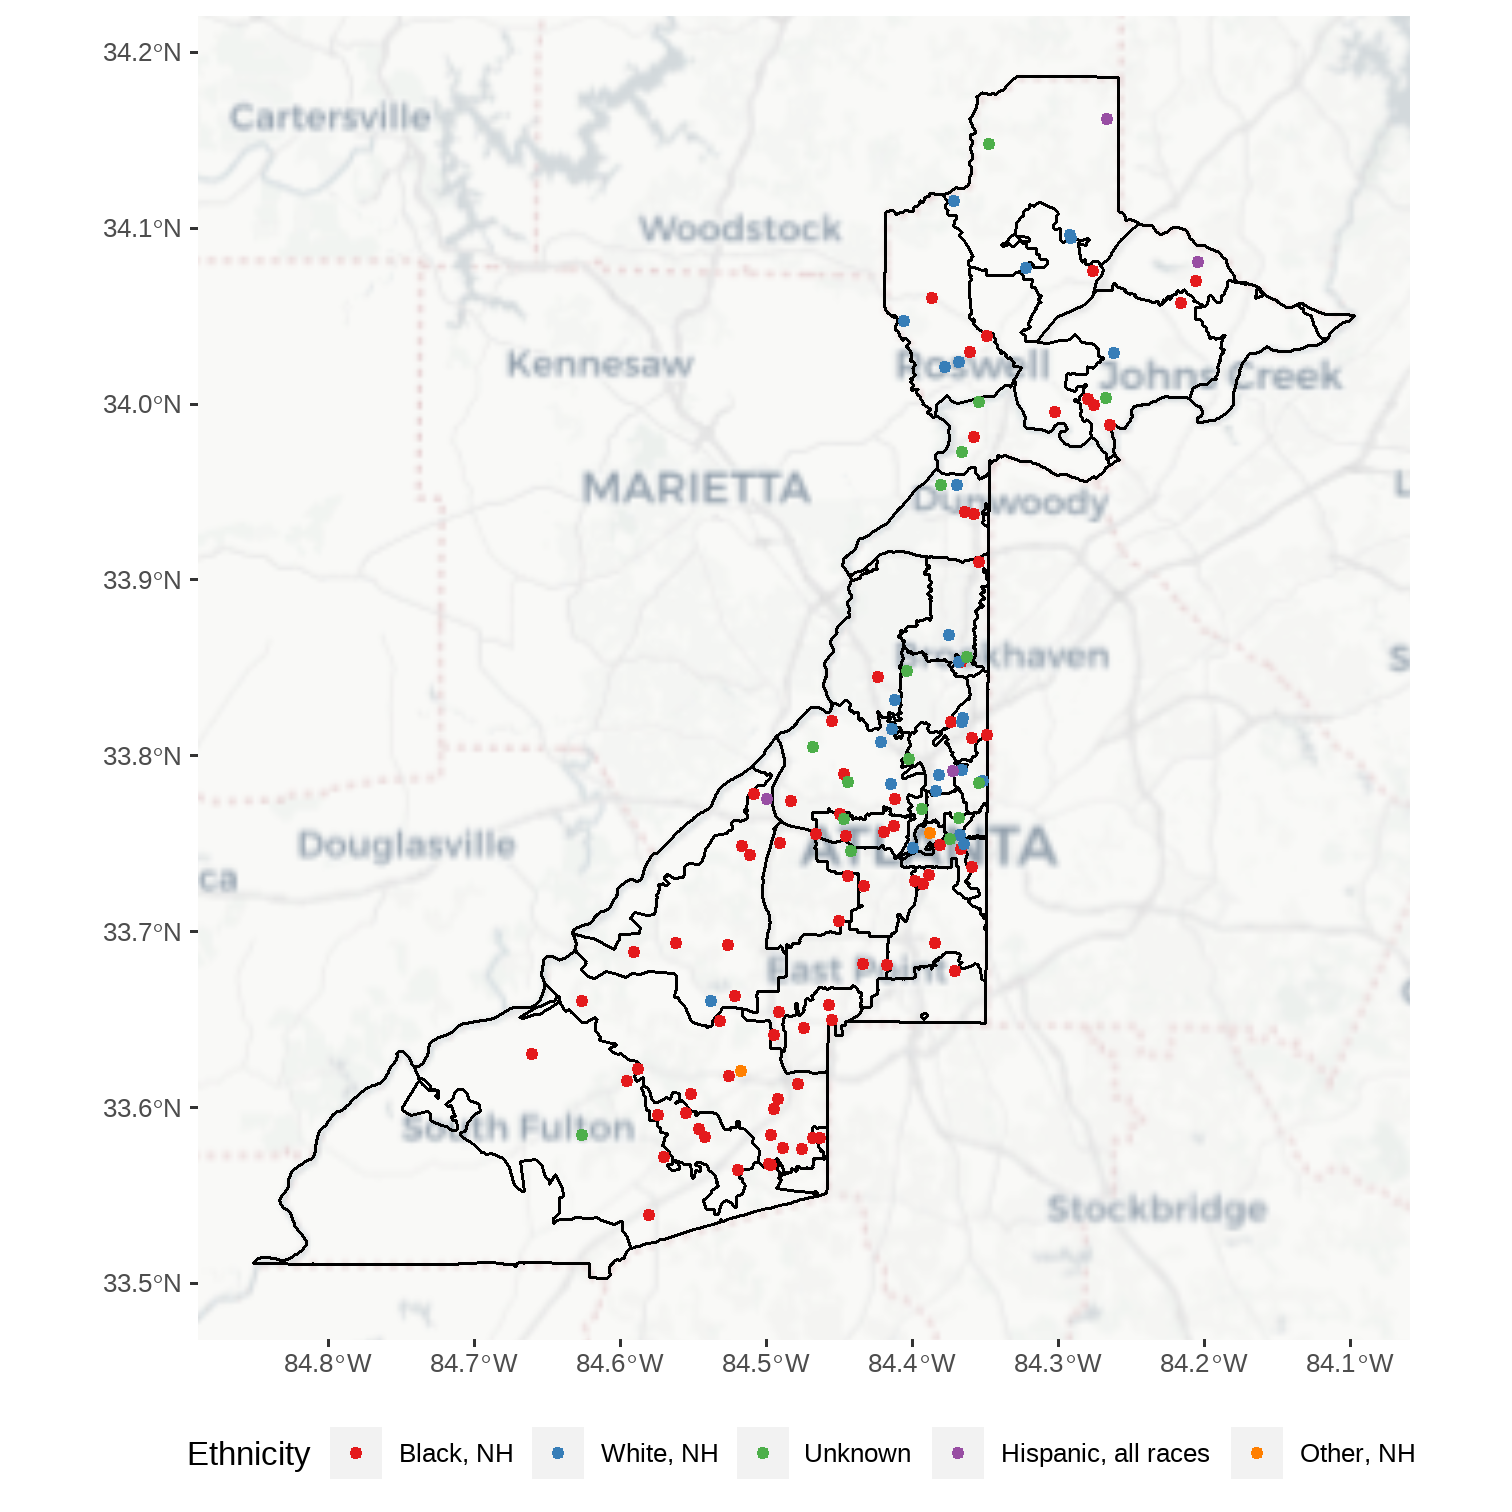 34.2°N
34.1°N
34.0°N
33.9°N
33.8°N
33.7°N
33.6°N
33.5°N
Cartersville
Woodstock
Kennesaw
Roswell
Johns Creek
MARIETTA
L
Dunwoody
Brookhaven
S
Douglasville
ATLANTA
ca
East Point
South Fulton
Stockbridge
84.8°W 84.7°W 84.6°W 84.5°W 84.4°W 84.3°W 84.2°W 84.1°W
Ethnicity Black, NH White, NH Unknown Hispanic, all races Other, NH